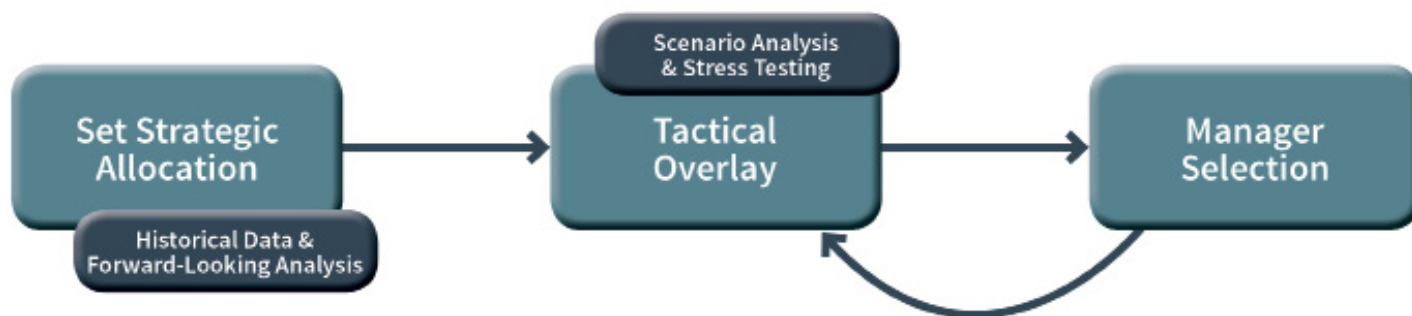 Set Strategic
Allocation
Historical Data &
Forward-Looking Analysis
Scenario Analysis
& Stress Testing
Tactical
Overlay
Manager
Selection